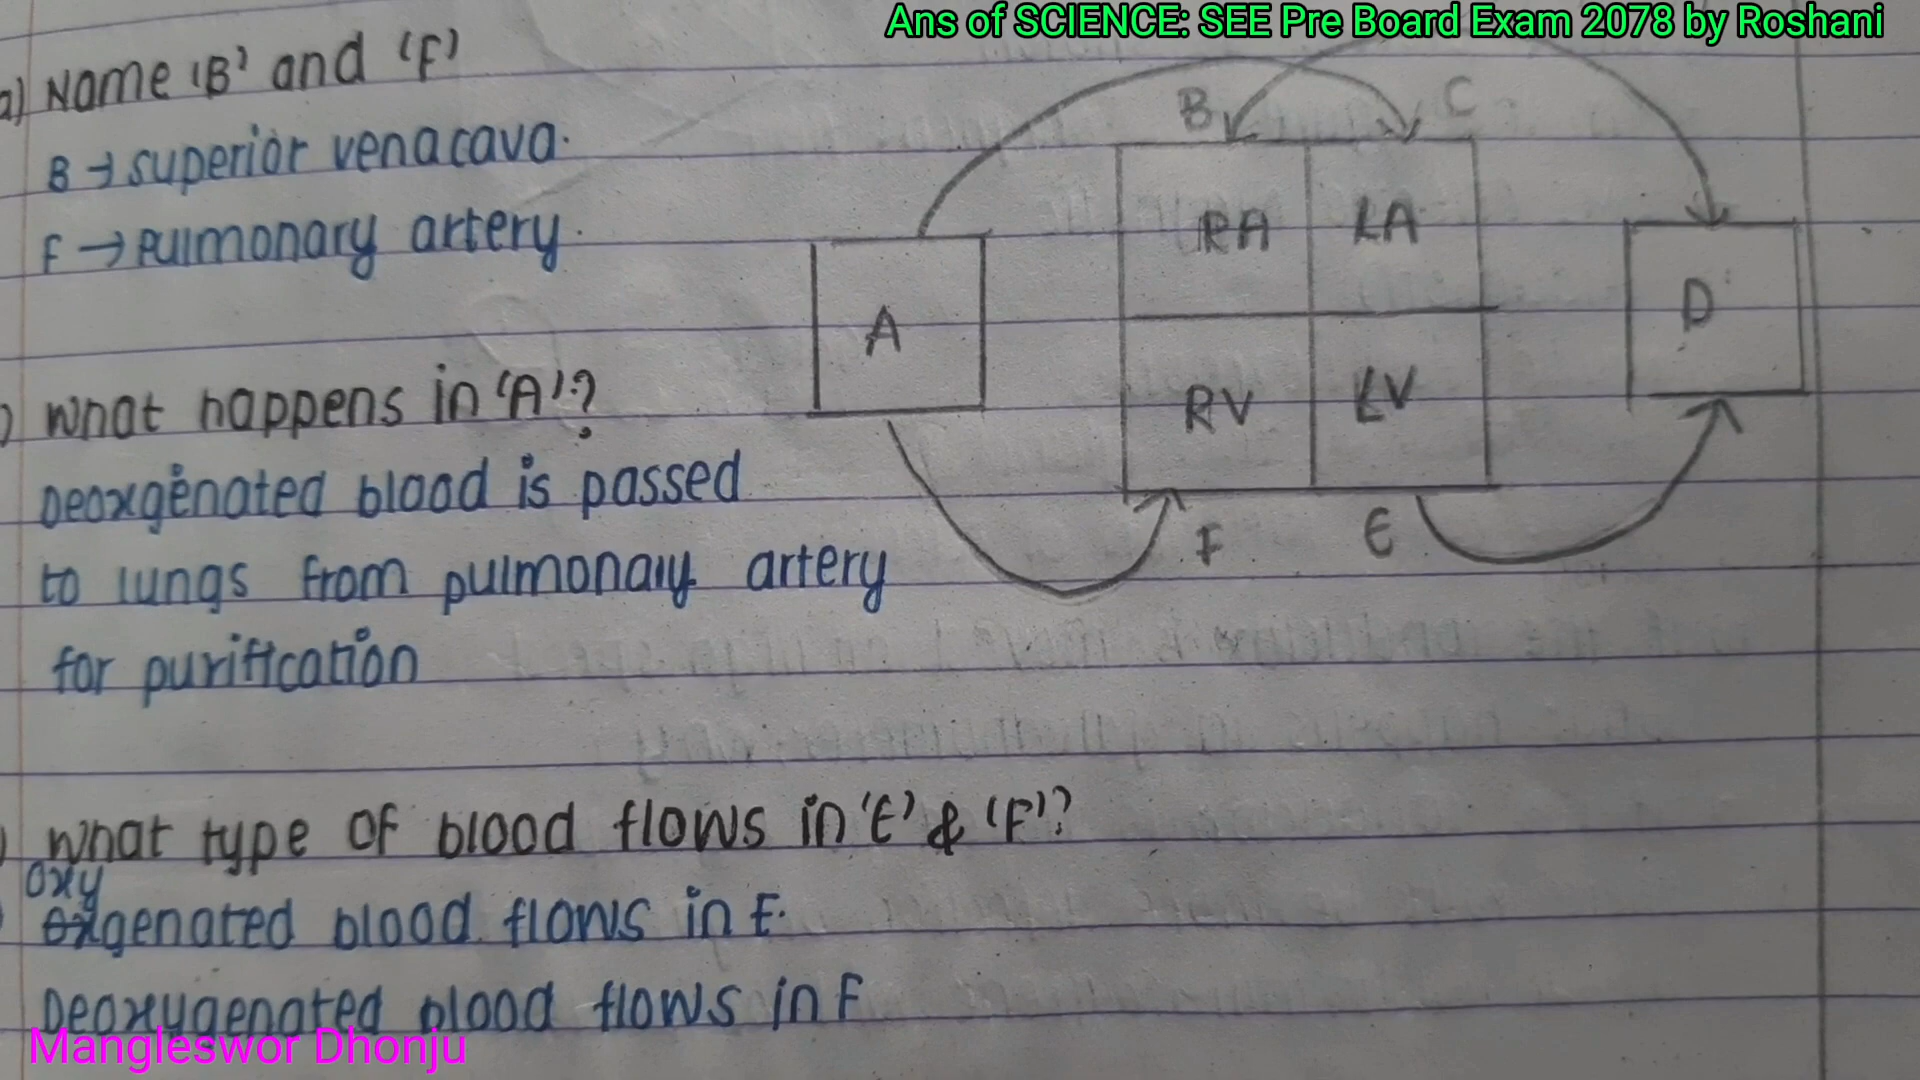 Ans of SCIENCE: SEE Pre Board Exam 2078 by Roshani
a) Name 'B' and 'F'
B → superior venacava.
F → Pulmonary artery.
B
C
RA
LA
A
D
RV
LV
F
E
) What happens in 'A'?
Deoxgenated blood is passed
to lungs from pulmonary artery
for purification
) What type of blood flows in 'E' & 'F'?
oxy
genated blood flows in E.
Deoxygenated blood flows in F
Mangleswor Dhonju